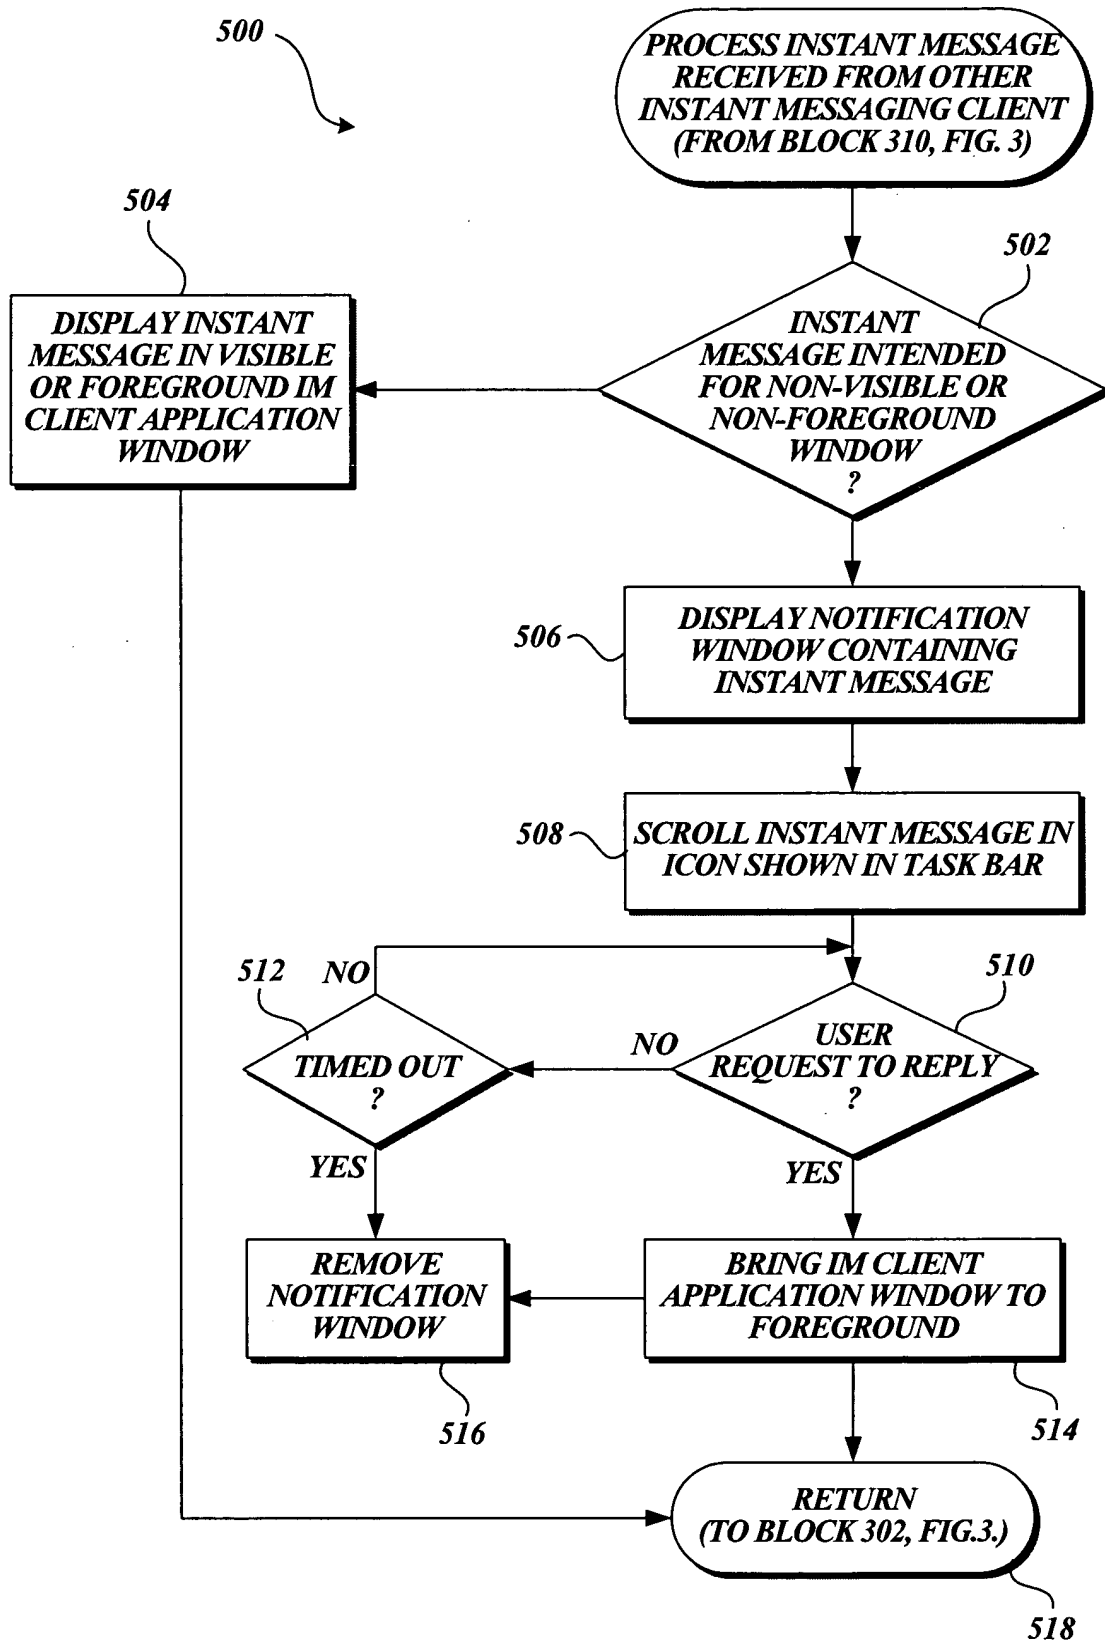 500
PROCESS INSTANT MESSAGE
RECEIVED FROM OTHER
INSTANT MESSAGING CLIENT
(FROM BLOCK 310, FIG. 3)
504
502
DISPLAY INSTANT
MESSAGE IN VISIBLE
OR FOREGROUND IM
CLIENT APPLICATION
WINDOW
INSTANT
MESSAGE INTENDED
FOR NON-VISIBLE OR
NON-FOREGROUND
WINDOW
?
506
DISPLAY NOTIFICATION
WINDOW CONTAINING
INSTANT MESSAGE
508
SCROLL INSTANT MESSAGE IN
ICON SHOWN IN TASK BAR
512
NO
510
TIMED OUT
?
NO
USER
REQUEST TO REPLY
?
YES
YES
REMOVE
NOTIFICATION
WINDOW
BRING IM CLIENT
APPLICATION WINDOW TO
FOREGROUND
516
514
RETURN
(TO BLOCK 302, FIG.3.)
518